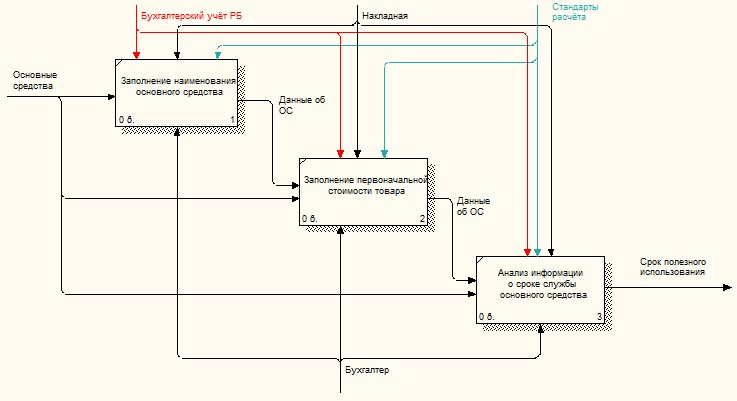 Бухгалтерский учёт РБ
Накладная
Стандарты
расчёта
Основные
средства
Заполнение наименования
основного средства
0 б.
1
Данные об
ОС
Заполнение первоначальной
стоимости товара
0 б.
2
Данные
об ОС
Анализ информации
о сроке службы
основного средства
0 б.
3
Срок полезного
использования
Бухгалтер